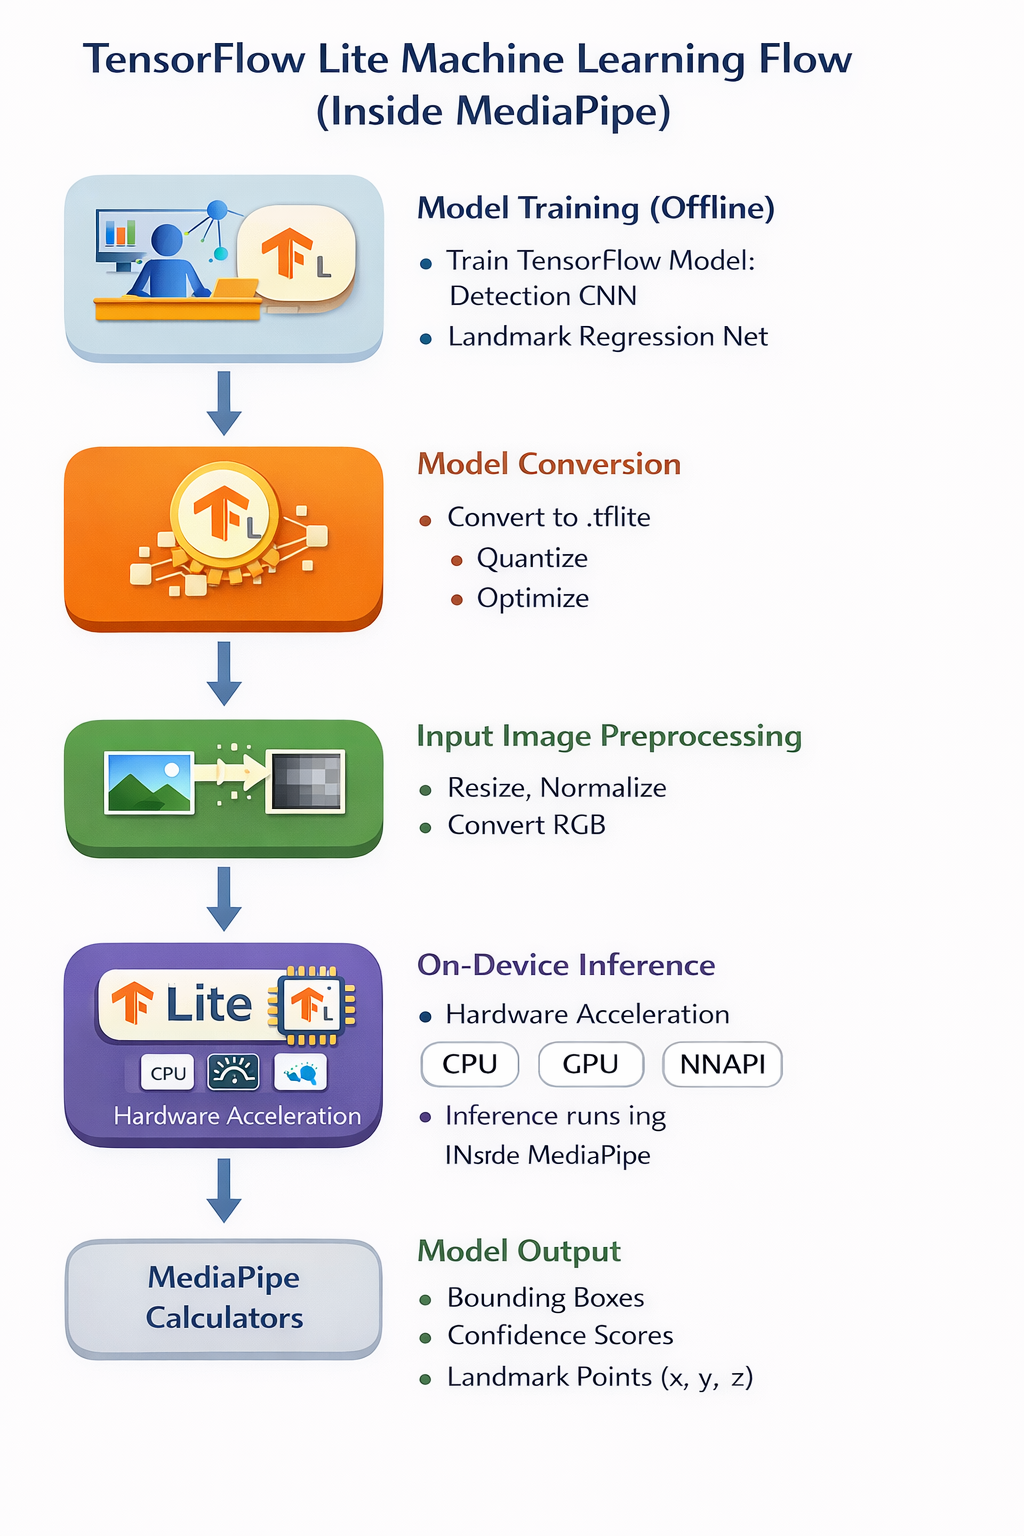 TensorFlow Lite Machine Learning Flow
(Inside MediaPipe)
L
Model Training (Offline)
• Train TensorFlow Model:
Detection CNN
• Landmark Regression Net
L
Model Conversion
• Convert to .tflite
• Quantize
• Optimize
Input Image Preprocessing
• Resize, Normalize
• Convert RGB
Lite
L
CPU
Hardware Acceleration
On-Device Inference
• Hardware Acceleration
CPU GPU NNAPI
• Inference runs ing
INsrde MediaPipe
MediaPipe
Calculators
Model Output
• Bounding Boxes
• Confidence Scores
• Landmark Points (x, y, z)